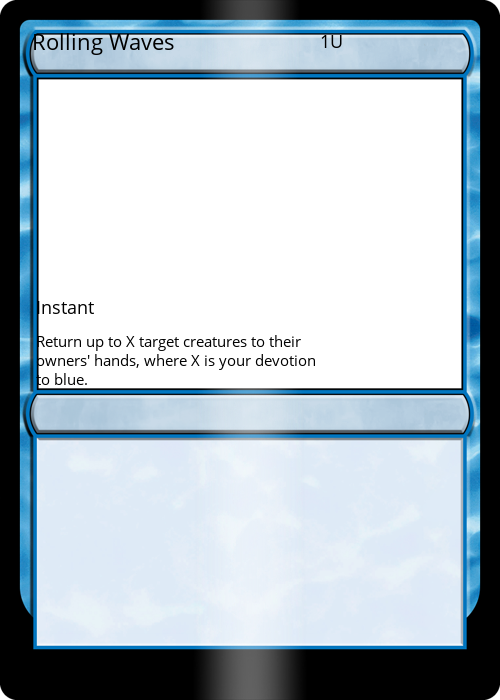 Rolling Waves 1U
Instant
Return up to X target creatures to their
owners' hands, where X is your devotion
to blue.